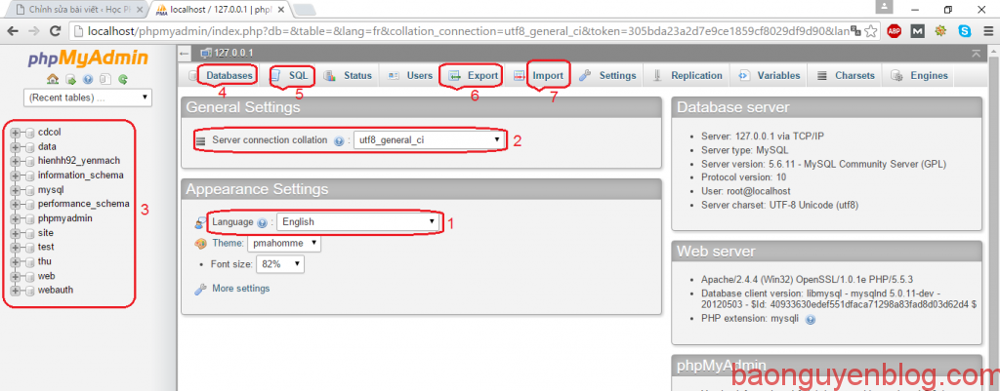 Chỉnh sửa bài viết ‹ Học P
localhost / 127.0.0.1 | phpl
localhost/phpmyadmin/index.php?db=&table=&lang=fr&collation_connection=utf8_general_ci&token=305bda23a2d7e9ce1859cf8029df9d90&lan
phpMyAdmin
(Recent tables) ...
cdcol
data
hienhh92_yenmach
information_schema
mysql
performance_schema
phpmyadmin
site
test
thu
web
webauth
3
127.0.0.1
Databases SQL Status Users Export Import Settings Replication Variables Charsets Engines
4 5 6 7
General Settings
Server connection collation : utf8_general_ci 2
Appearance Settings
Language : English 1
Theme: pmahomme
• Font size: 82%
More settings
Database server
• Server: 127.0.0.1 via TCP/IP
• Server type: MySQL
• Server version: 5.6.11 - MySQL Community Server (GPL)
• Protocol version: 10
• User: root@localhost
• Server charset: UTF-8 Unicode (utf8)
Web server
• Apache/2.4.4 (Win32) OpenSSL/1.0.1e PHP/5.5.3
• Database client version: libmysql - mysqlnd 5.0.11-dev -
20120503 - $Id: 40933630edef551dfaca71298a83fad8d03d62d4 $
• PHP extension: mysqli
phpMyAdmin
baonguyenblog.com